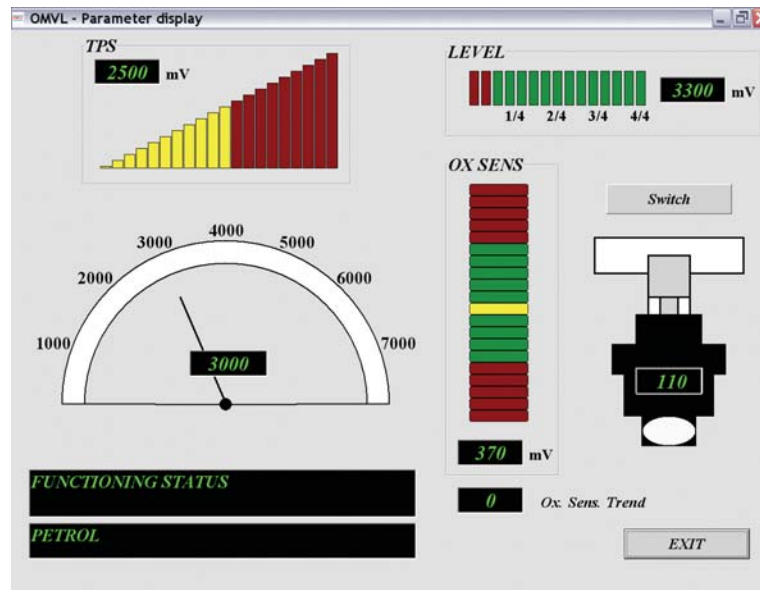 OMVL - Parameter display
TPS
2500 mV
LEVEL
3300 mV
1/4 2/4 3/4 4/4
OX SENS
Switch
1000 2000 3000 4000 5000 6000 7000
3000
110
370 mV
FUNCTIONING STATUS
0 Ox. Sens. Trend
PETROL
EXIT